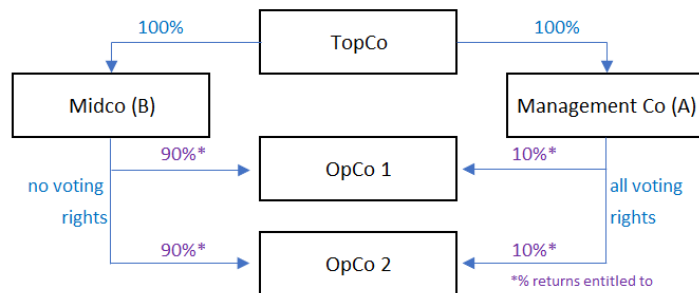 100%
TopCo
100%
Midco (B)
Management Co (A)
90%*
OpCo 1
10%*
no voting
rights
all voting
rights
90%*
OpCo 2
10%*
*% returns entitled to